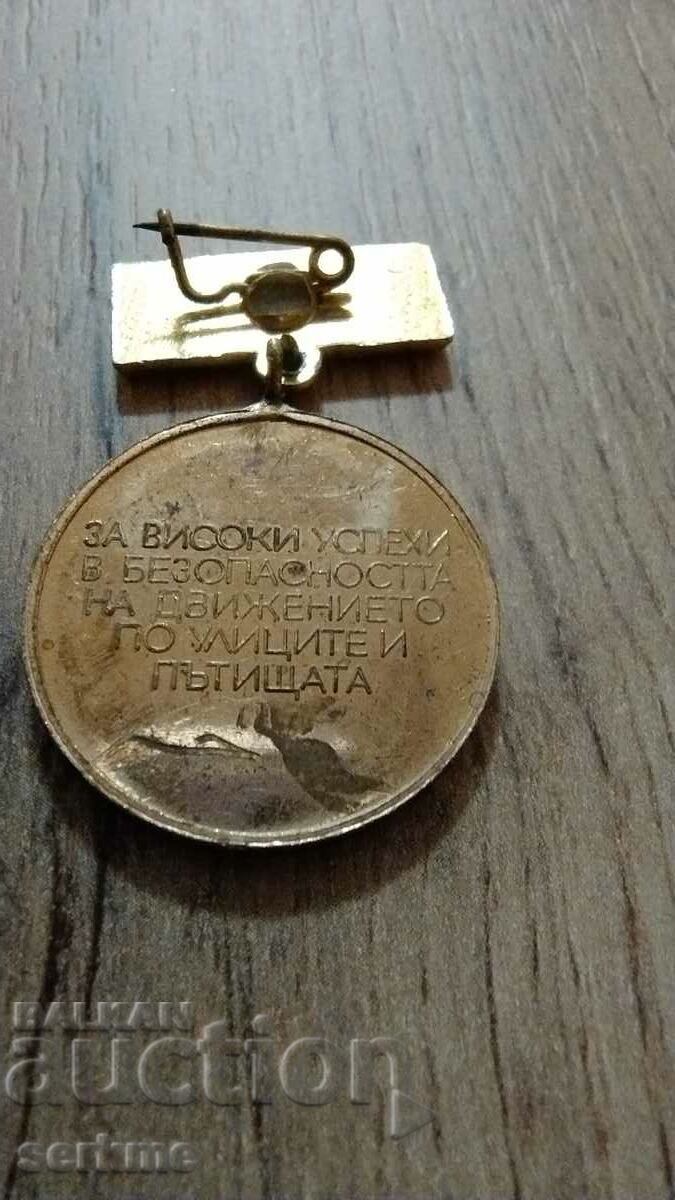 ЗА ВИСОКИ УСПЕХИ
В БЕЗОПАСНОСТТА
НА ДВИЖЕНИЕТО
ПО УЛИЦИТЕ И
ПЪТИЩАТА
BALKAN
auction
sertme